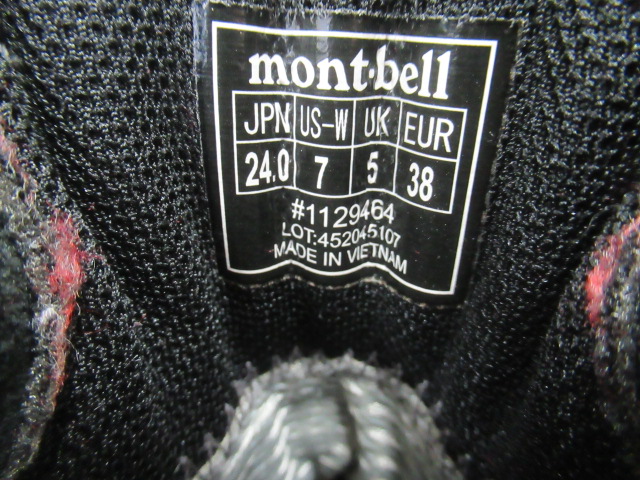 mont·bell
JPN US-W UK EUR
24.0 7 5 38
#1129464
LOT:452045107
MADE IN VIETNAM